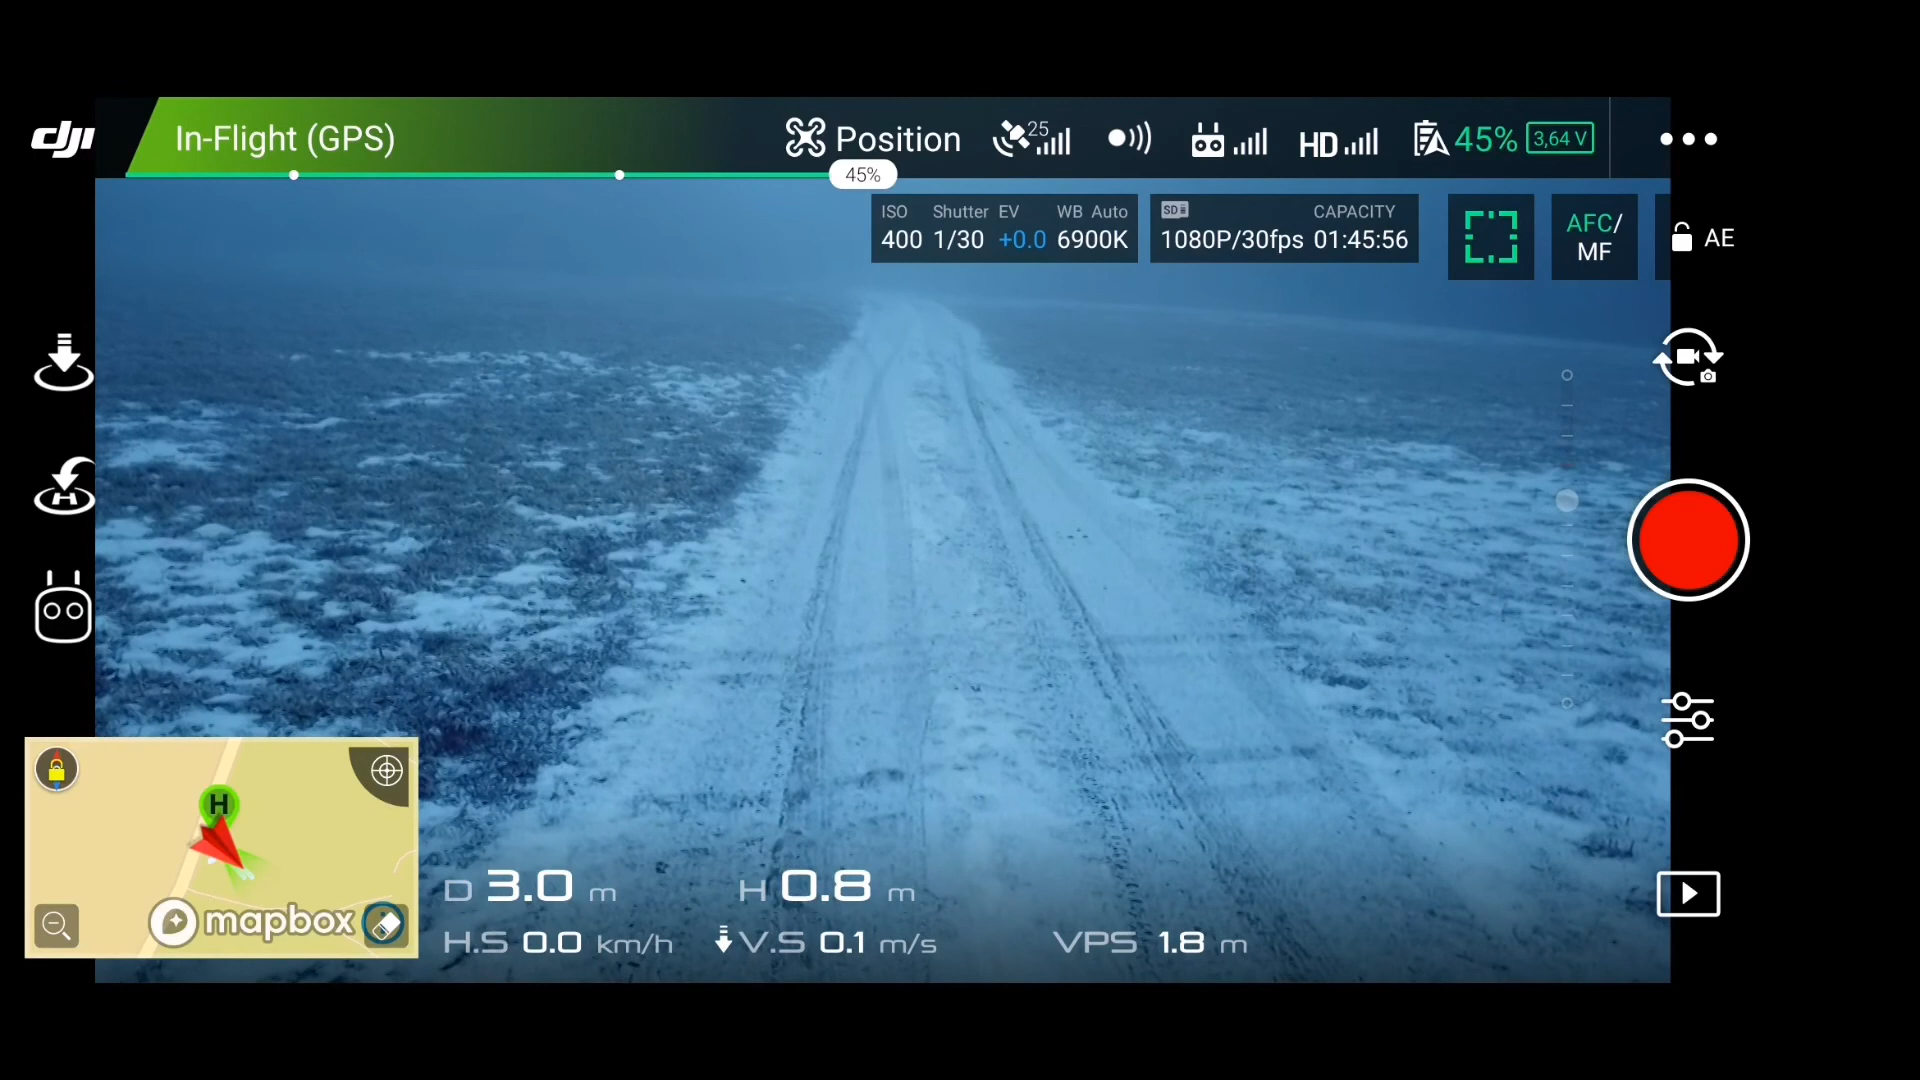 dji In-Flight (GPS) Position 25 HD 45% 3,64 V
45%
ISO Shutter EV WB Auto
400 1/30 +0.0 6900K
SD CAPACITY
1080P/30fps 01:45:56
AFC/
MF
AE
H
H
mapbox
D 3.0 m H 0.8 m
H.S 0.0 km/h V.S 0.1 m/s VPS 1.8 m